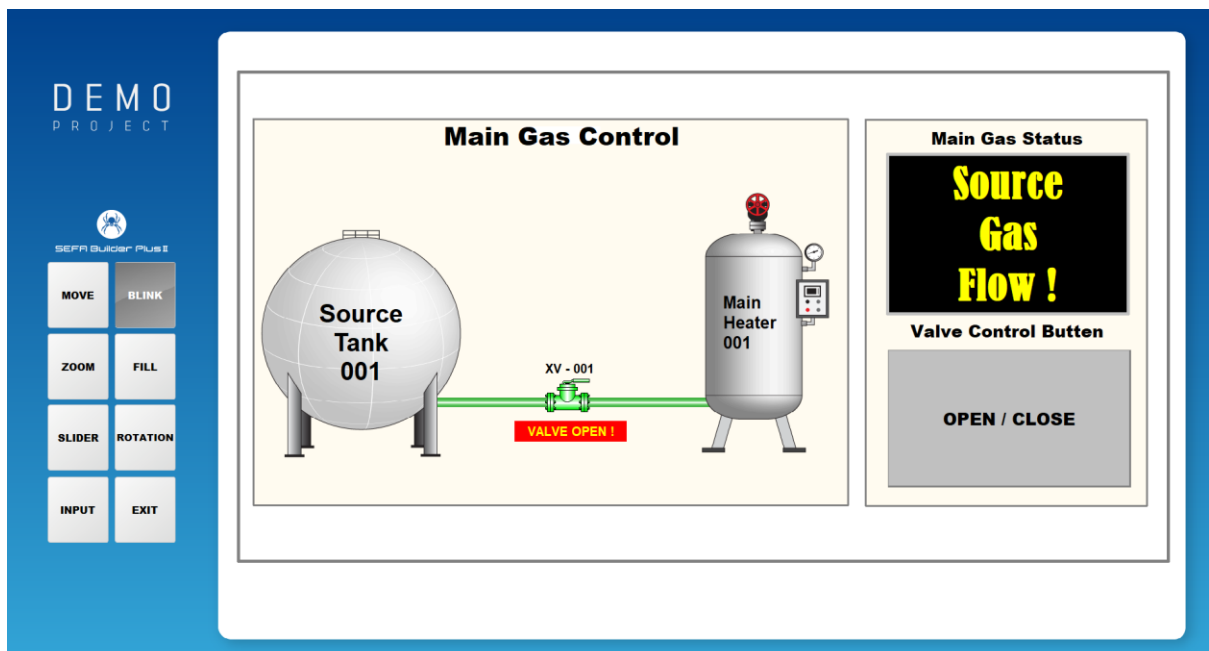 DEMO
PROJECT
SEFA Builder Plus II
MOVE
BLINK
ZOOM
FILL
SLIDER
ROTATION
INPUT
EXIT
Main Gas Control
Source
Tank
001
XV - 001
VALVE OPEN !
Main
Heater
001
Main Gas Status
Source
Gas
Flow !
Valve Control Butten
OPEN / CLOSE